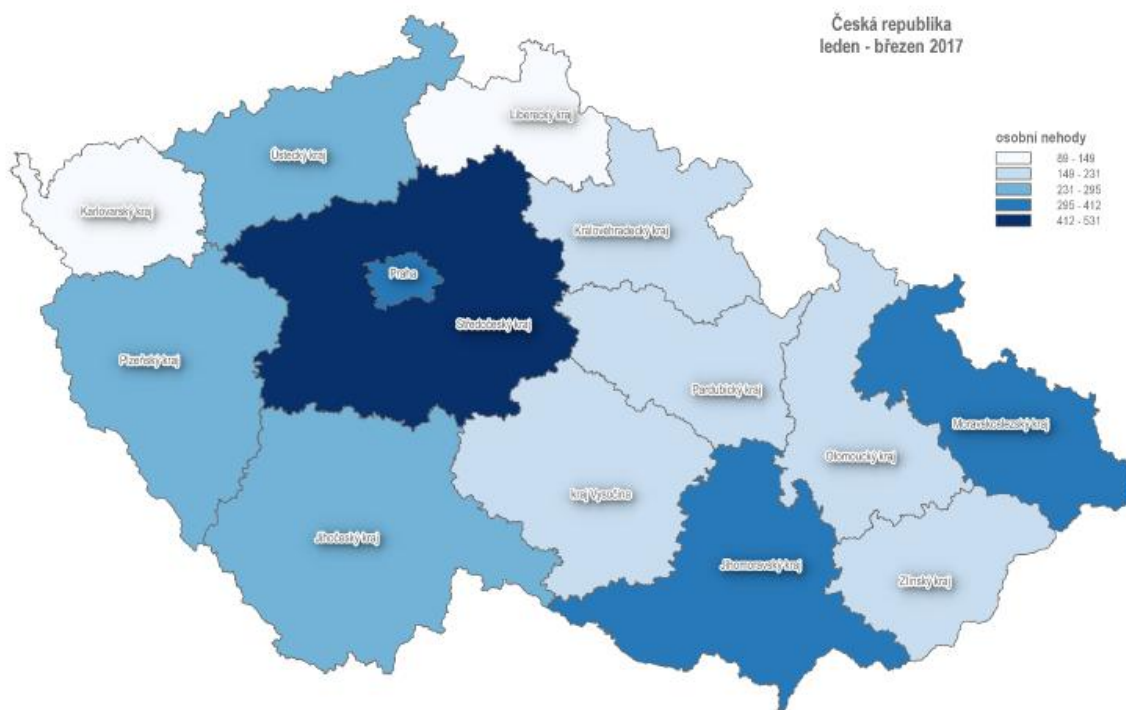 Česká republika
leden - březen 2017
osobní nehody
89 - 149
149 - 231
231 - 295
295 - 412
412 - 531
Liberecký kraj
Ústecký kraj
Karlovarský kraj
Královéhradecký kraj
Praha
Středočeský kraj
Plzeňský kraj
Pardubický kraj
Moravskoslezský kraj
Olomoucký kraj
kraj Vysočina
Jihočeský kraj
Jihomoravský kraj
Zlínský kraj